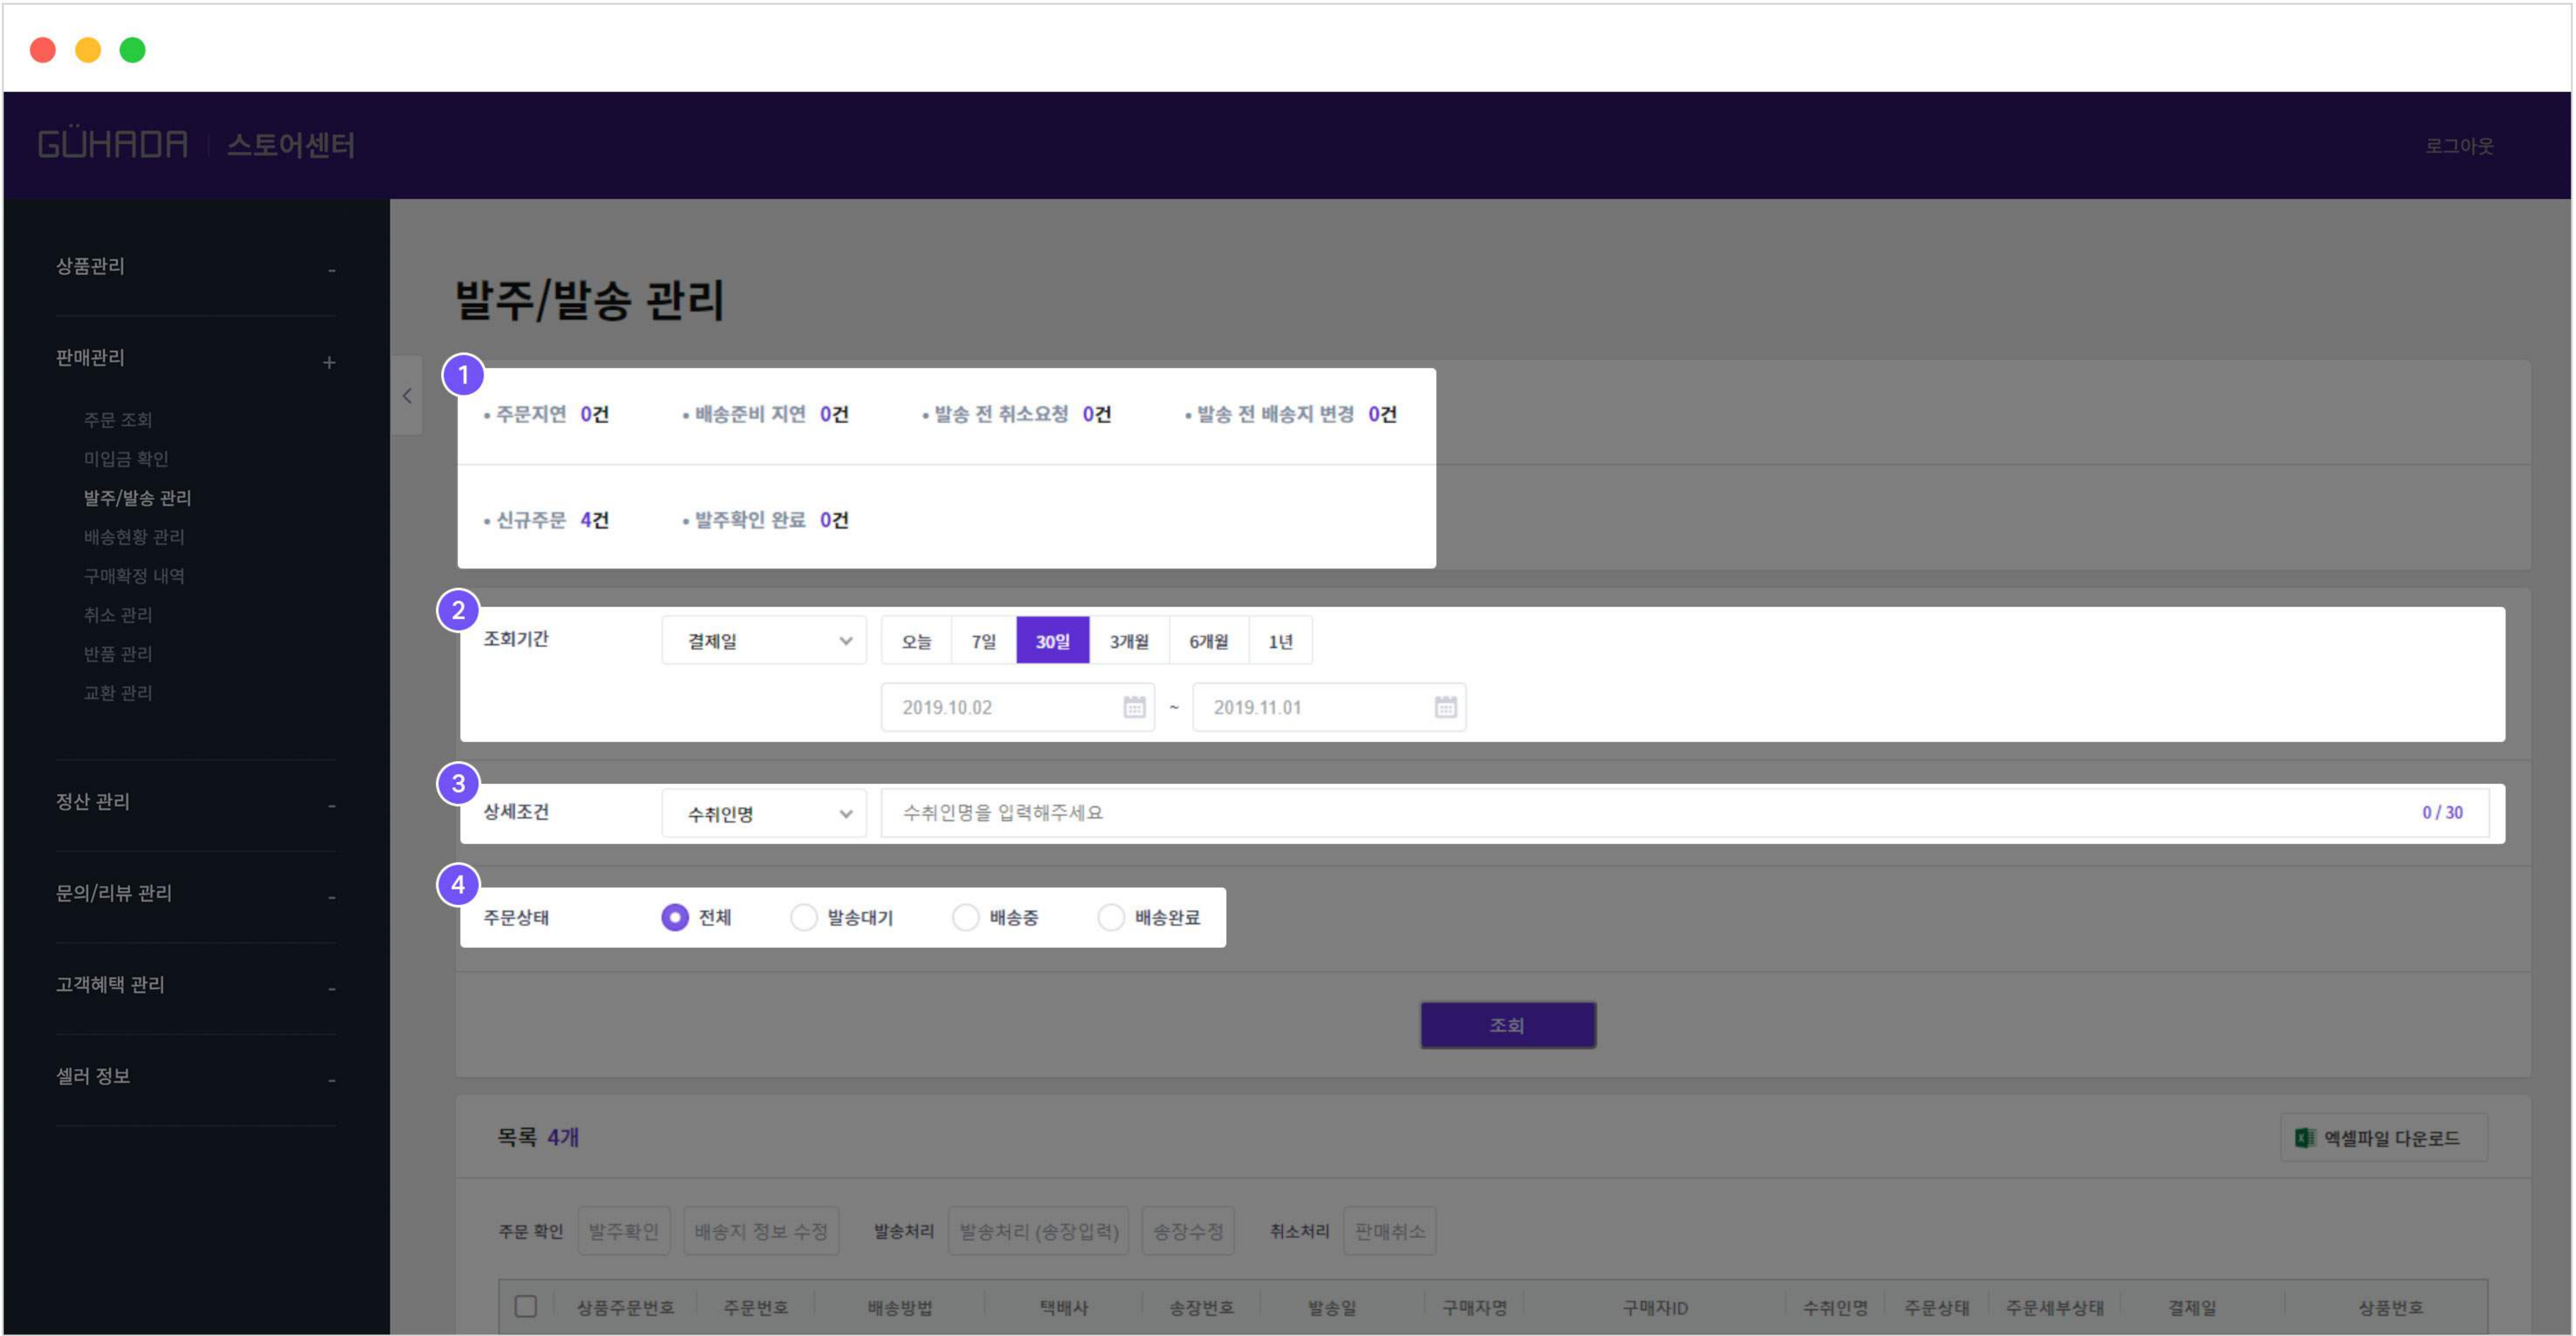 GÜHADA 스토어센터
로그아웃
상품관리 -
판매관리 +
주문 조회
미입금 확인
발주/발송 관리
배송현황 관리
구매확정 내역
취소 관리
반품 관리
교환 관리
정산 관리 -
문의/리뷰 관리 -
고객혜택 관리 -
셀러 정보 -
발주/발송 관리
1
• 주문지연 0건 • 배송준비 지연 0건 • 발송 전 취소요청 0건 • 발송 전 배송지 변경 0건
• 신규주문 4건 • 발주확인 완료 0건
2
조회기간 결제일 오늘 7일 30일 3개월 6개월 1년
2019.10.02 ~ 2019.11.01
3
상세조건 수취인명 수취인명을 입력해주세요 0 / 30
4
주문상태 전체 발송대기 배송중 배송완료
조회
목록 4개 엑셀파일 다운로드
주문 확인 발주확인 배송지 정보 수정 발송처리 발송처리 (송장입력) 송장수정 취소처리 판매취소
상품주문번호 주문번호 배송방법 택배사 송장번호 발송일 구매자명 구매자ID 수취인명 주문상태 주문세부상태 결제일 상품번호